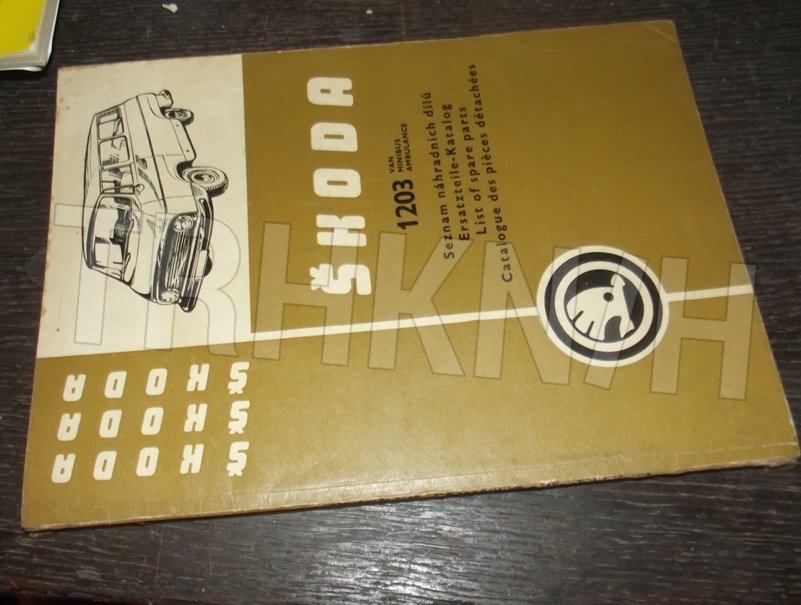 ŠKODA
1203
VAN
MINIBUS
AMBULANCE
Seznam náhradních dílů
Ersatzteile-Katalog
List of spare parts
Catalogue des pièces détachées
ŠKODA
ŠKODA
ŠKODA
TRHKNIH